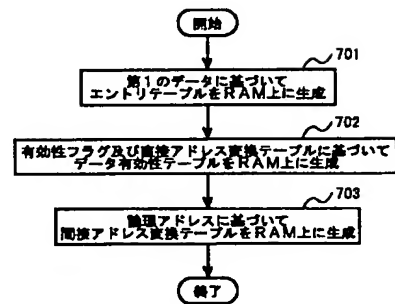 開始
701
第1のデータに基づいて
エントリテーブルをRAM上に生成
702
有効性フラグ及び直接アドレス変換テーブルに基づいて
データ有効性テーブルをRAM上に生成
703
論理アドレスに基づいて
間接アドレス変換テーブルをRAM上に生成
終了